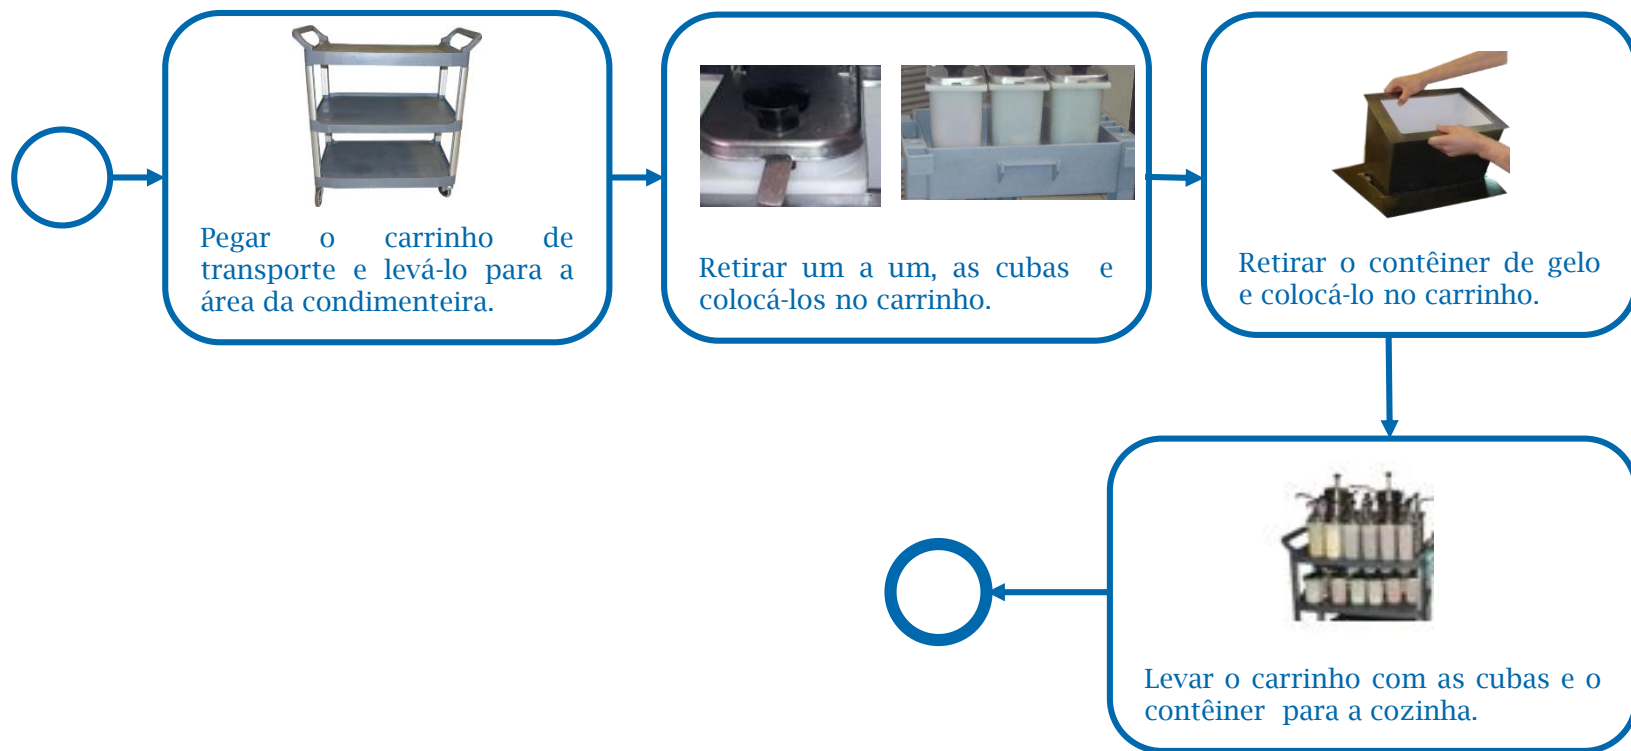 Pegar o carrinho de
transporte e levá-lo para a
área da condimenteira.
Retirar um a um, as cubas e
colocá-los no carrinho.
Retirar o contêiner de gelo
e colocá-lo no carrinho.
Levar o carrinho com as cubas e o
contêiner para a cozinha.